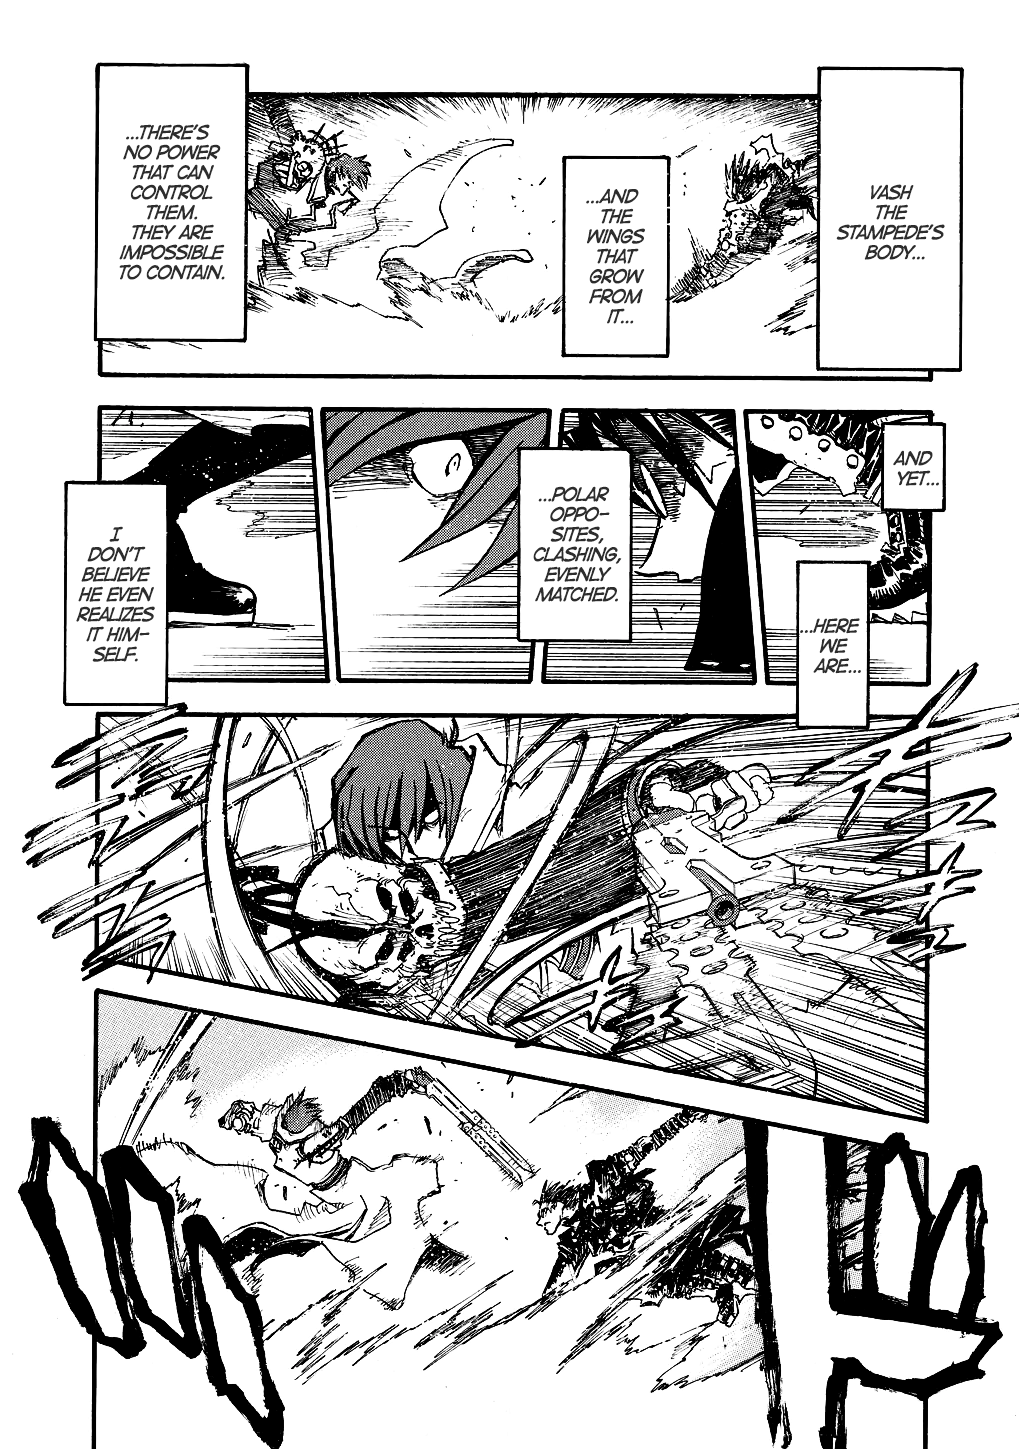 VASH
THE
STAMPEDE'S
BODY...
...AND
THE
WINGS
THAT
GROW
FROM
IT...
...THERE'S
NO POWER
THAT CAN
CONTROL
THEM.
THEY ARE
IMPOSSIBLE
TO CONTAIN.
AND
YET...
...HERE
WE
ARE...
...POLAR
OPPO-
SITES,
CLASHING,
EVENLY
MATCHED.
I
DON'T
BELIEVE
HE EVEN
REALIZES
IT HIM-
SELF.